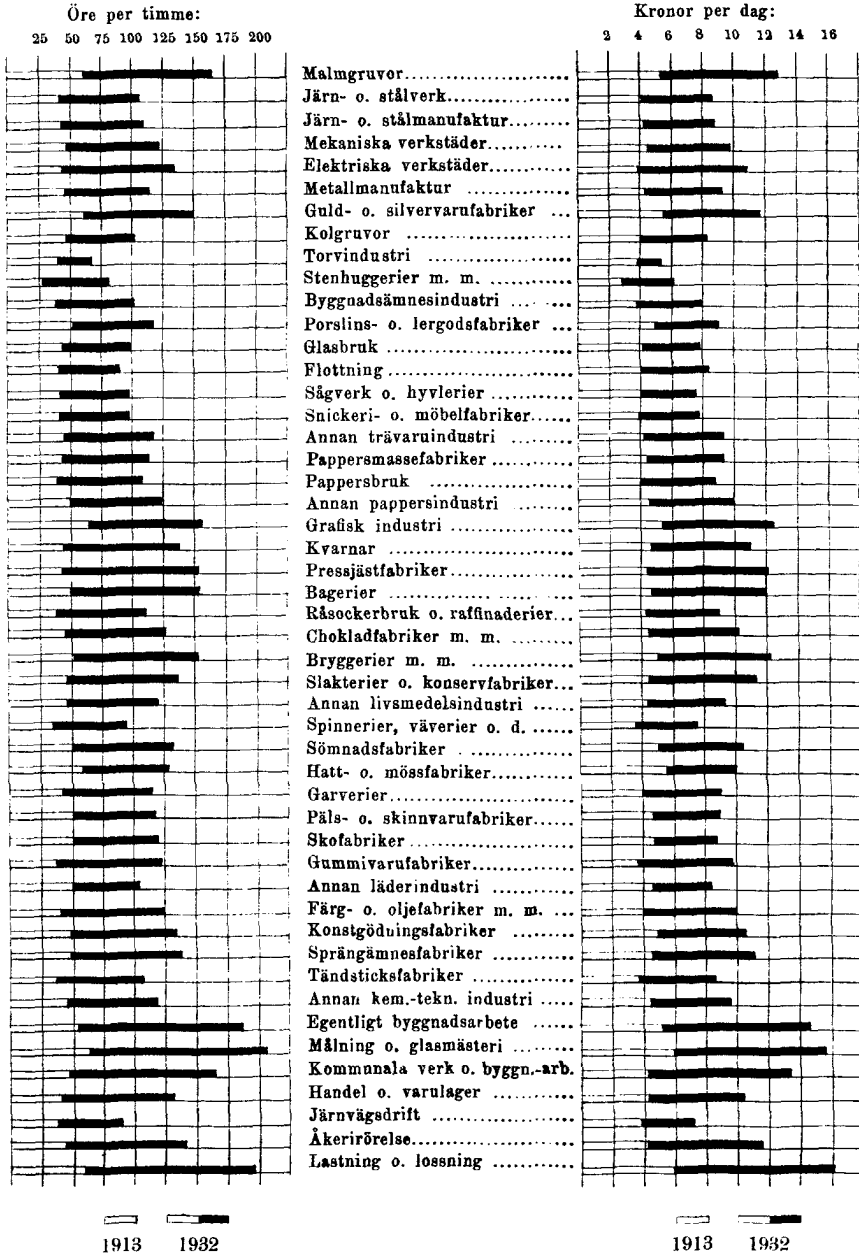 Öre per timme:
Kronor per dag:
25 50 75 100 125 150 175 200
2 4 6 8 10 12 14 16
Malmgruvor
Järn- o. stålverk
Järn- o. stålmanufaktur
Mekaniska verkstäder
Elektriska verkstäder
Metallmanufaktur
Guld- o. silvervarufabriker
Kolgruvor
Torvindustri
Stenhuggerier m. m.
Byggnadsämnesindustri
Porslins- o. lergodsfabriker
Glasbruk
Flottning
Sågverk o. hyvlerier
Snickeri- o. möbelfabriker
Annan trävaruindustri
Pappersmassefabriker
Pappersbruk
Annan pappersindustri
Grafisk industri
Kvarnar
Pressjästfabriker
Bagerier
Råsockerbruk o. raffinaderier
Chokladfabriker m. m.
Bryggerier m. m.
Slakterier o. konservfabriker
Annan livsmedelsindustri
Spinnerier, väverier o. d.
Sömnadsfabriker
Hatt- o. mössfabriker
Garverier
Päls- o. skinnvarufabriker
Skofabriker
Gummivarufabriker
Annan läderindustri
Färg- o. oljefabriker m. m.
Konstgödningsfabriker
Sprängämnesfabriker
Tändsticksfabriker
Annan kem.-tekn. industri
Egentligt byggnadsarbete
Målning o. glasmästeri
Kommunala verk o. byggn.-arb.
Handel o. varulager
Järnvägsdrift
Åkerirörelse
Lastning o. lossning
1913 1932
1913 1932